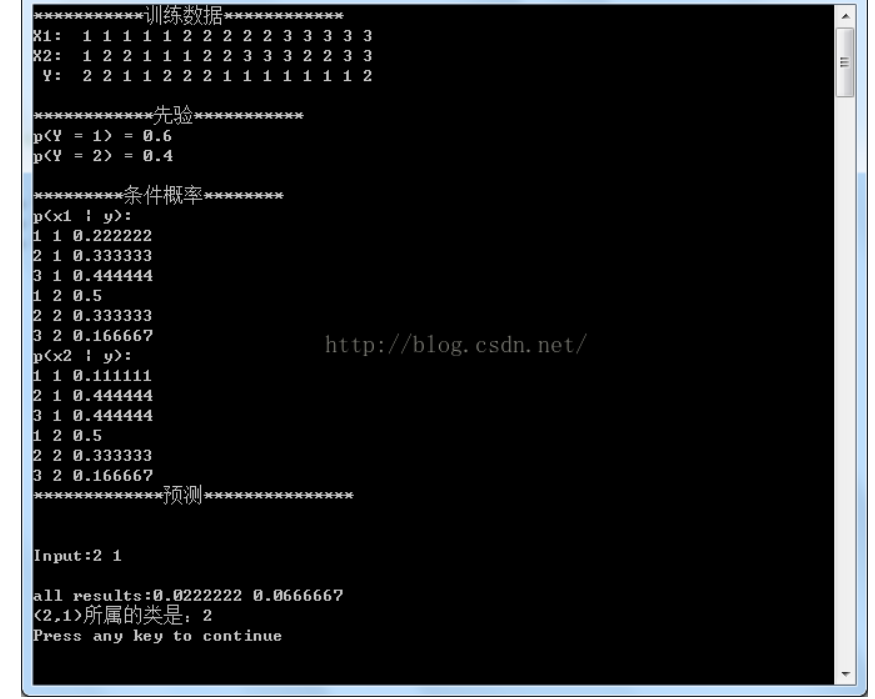 ***********训练数据************
X1: 1 1 1 1 1 2 2 2 2 2 3 3 3 3 3
X2: 1 2 2 1 1 1 2 2 3 3 3 2 2 3 3
Y: 2 2 1 1 2 2 2 1 1 1 1 1 1 1 2
************先验***********
p(Y = 1) = 0.6
p(Y = 2) = 0.4
*********条件概率********
p(x1 | y):
1 1 0.222222
2 1 0.333333
3 1 0.444444
1 2 0.5
2 2 0.333333
3 2 0.166667
http://blog.csdn.net/
p(x2 | y):
1 1 0.111111
2 1 0.444444
3 1 0.444444
1 2 0.5
2 2 0.333333
3 2 0.166667
*************预测***************
Input:2 1
all results:0.0222222 0.0666667
(2,1)所属的类是: 2
Press any key to continue